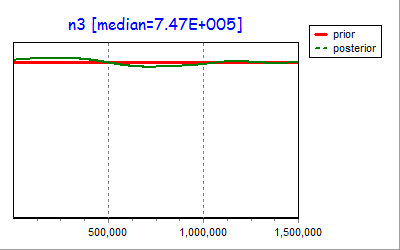 n3 [median=7.47E+005]
prior
posterior
500,000
1,000,000
1,500,000